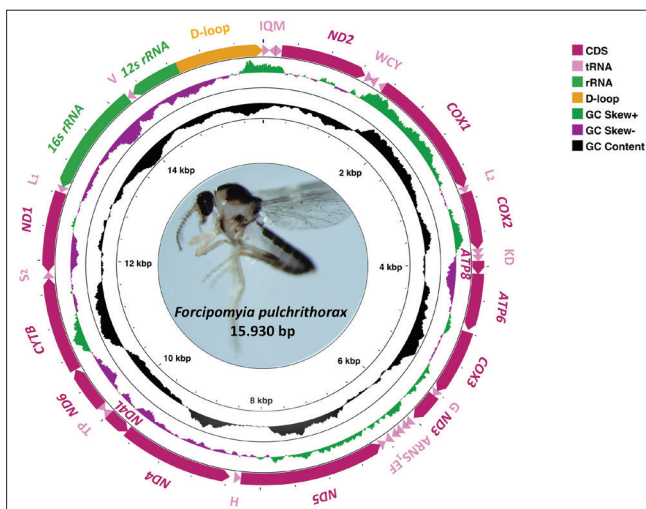 D-loop
IQM
ND2
WCY
COX1
L2
COX2
KD
ATP8
ATP6
COX3
G
ND3
ARNS1EF
ND5
H
ND4
ND4L
TP
ND6
CYTB
S2
ND1
L1
16s rRNA
V
12s rRNA
2 kbp
4 kbp
6 kbp
8 kbp
10 kbp
12 kbp
14 kbp
Forcipomyia pulchrithorax
15.930 bp
CDS
tRNA
rRNA
D-loop
GC Skew+
GC Skew-
GC Content